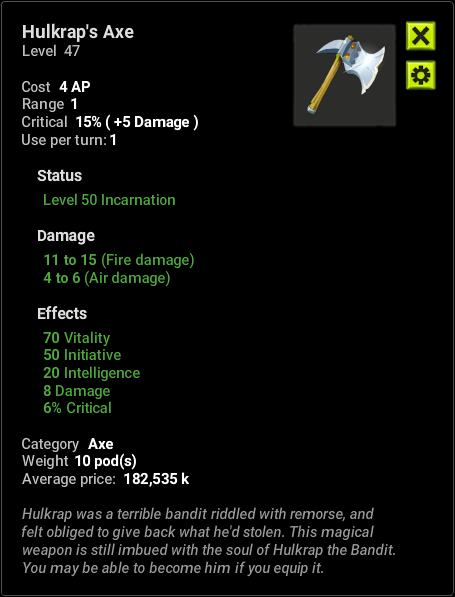 Hulkrap's Axe
Level 47
Cost 4 AP
Range 1
Critical 15% ( +5 Damage )
Use per turn: 1
Status
Level 50 Incarnation
Damage
11 to 15 (Fire damage)
4 to 6 (Air damage)
Effects
70 Vitality
50 Initiative
20 Intelligence
8 Damage
6% Critical
Category Axe
Weight 10 pod(s)
Average price: 182,535 k
Hulkrap was a terrible bandit riddled with remorse, and
felt obliged to give back what he'd stolen. This magical
weapon is still imbued with the soul of Hulkrap the Bandit.
You may be able to become him if you equip it.